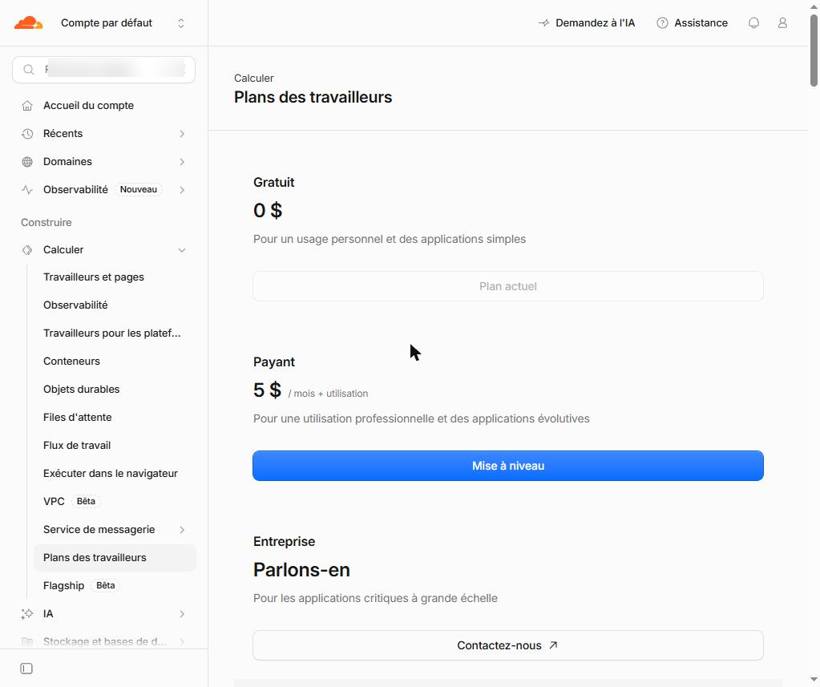 Compte par défaut
Demandez à l'IA
Assistance
Accueil du compte
Récents
Domaines
Observabilité Nouveau
Construire
Calculer
Travailleurs et pages
Observabilité
Travailleurs pour les platef...
Conteneurs
Objets durables
Files d'attente
Flux de travail
Exécuter dans le navigateur
VPC Bêta
Service de messagerie
Plans des travailleurs
Flagship Bêta
IA
Stockage et bases de d...
Calculer
Plans des travailleurs
Gratuit
0 $
Pour un usage personnel et des applications simples
Plan actuel
Payant
5 $ / mois + utilisation
Pour une utilisation professionnelle et des applications évolutives
Mise à niveau
Entreprise
Parlons-en
Pour les applications critiques à grande échelle
Contactez-nous